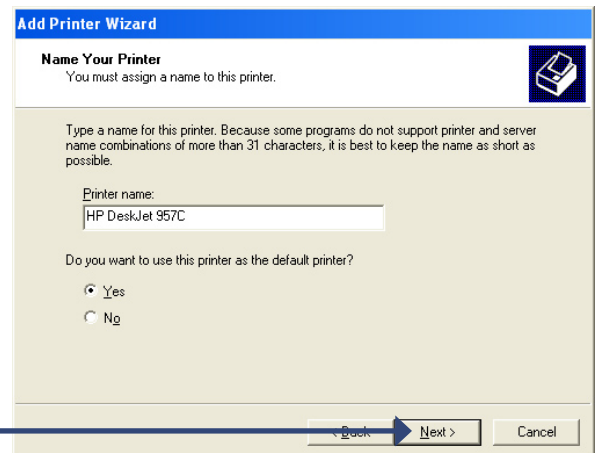 Add Printer Wizard
Name Your Printer
You must assign a name to this printer.
Type a name for this printer. Because some programs do not support printer and server
name combinations of more than 31 characters, it is best to keep the name as short as
possible.
Printer name:
HP DeskJet 957C
Do you want to use this printer as the default printer?
Yes
No
< Back Next > Cancel